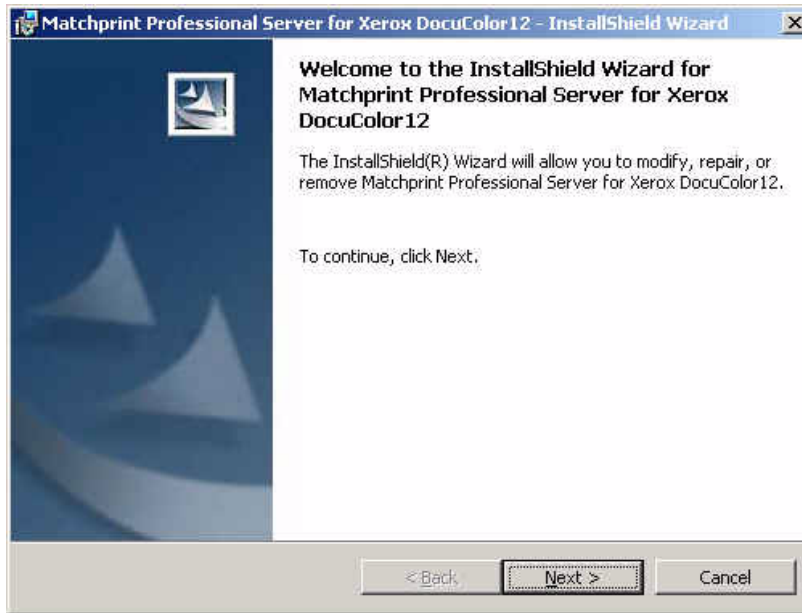 Matchprint Professional Server for Xerox DocuColor12 - InstallShield Wizard
Welcome to the InstallShield Wizard for
Matchprint Professional Server for Xerox
DocuColor12
The InstallShield(R) Wizard will allow you to modify, repair, or
remove Matchprint Professional Server for Xerox DocuColor12.
To continue, click Next.
< Back
Next >
Cancel